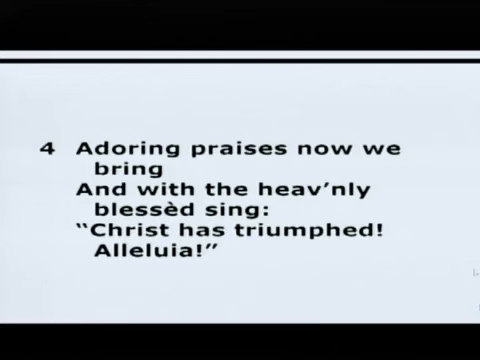 4 Adoring praises now we
bring
And with the heav’nly
blessèd sing:
“Christ has triumphed!
Alleluia!”